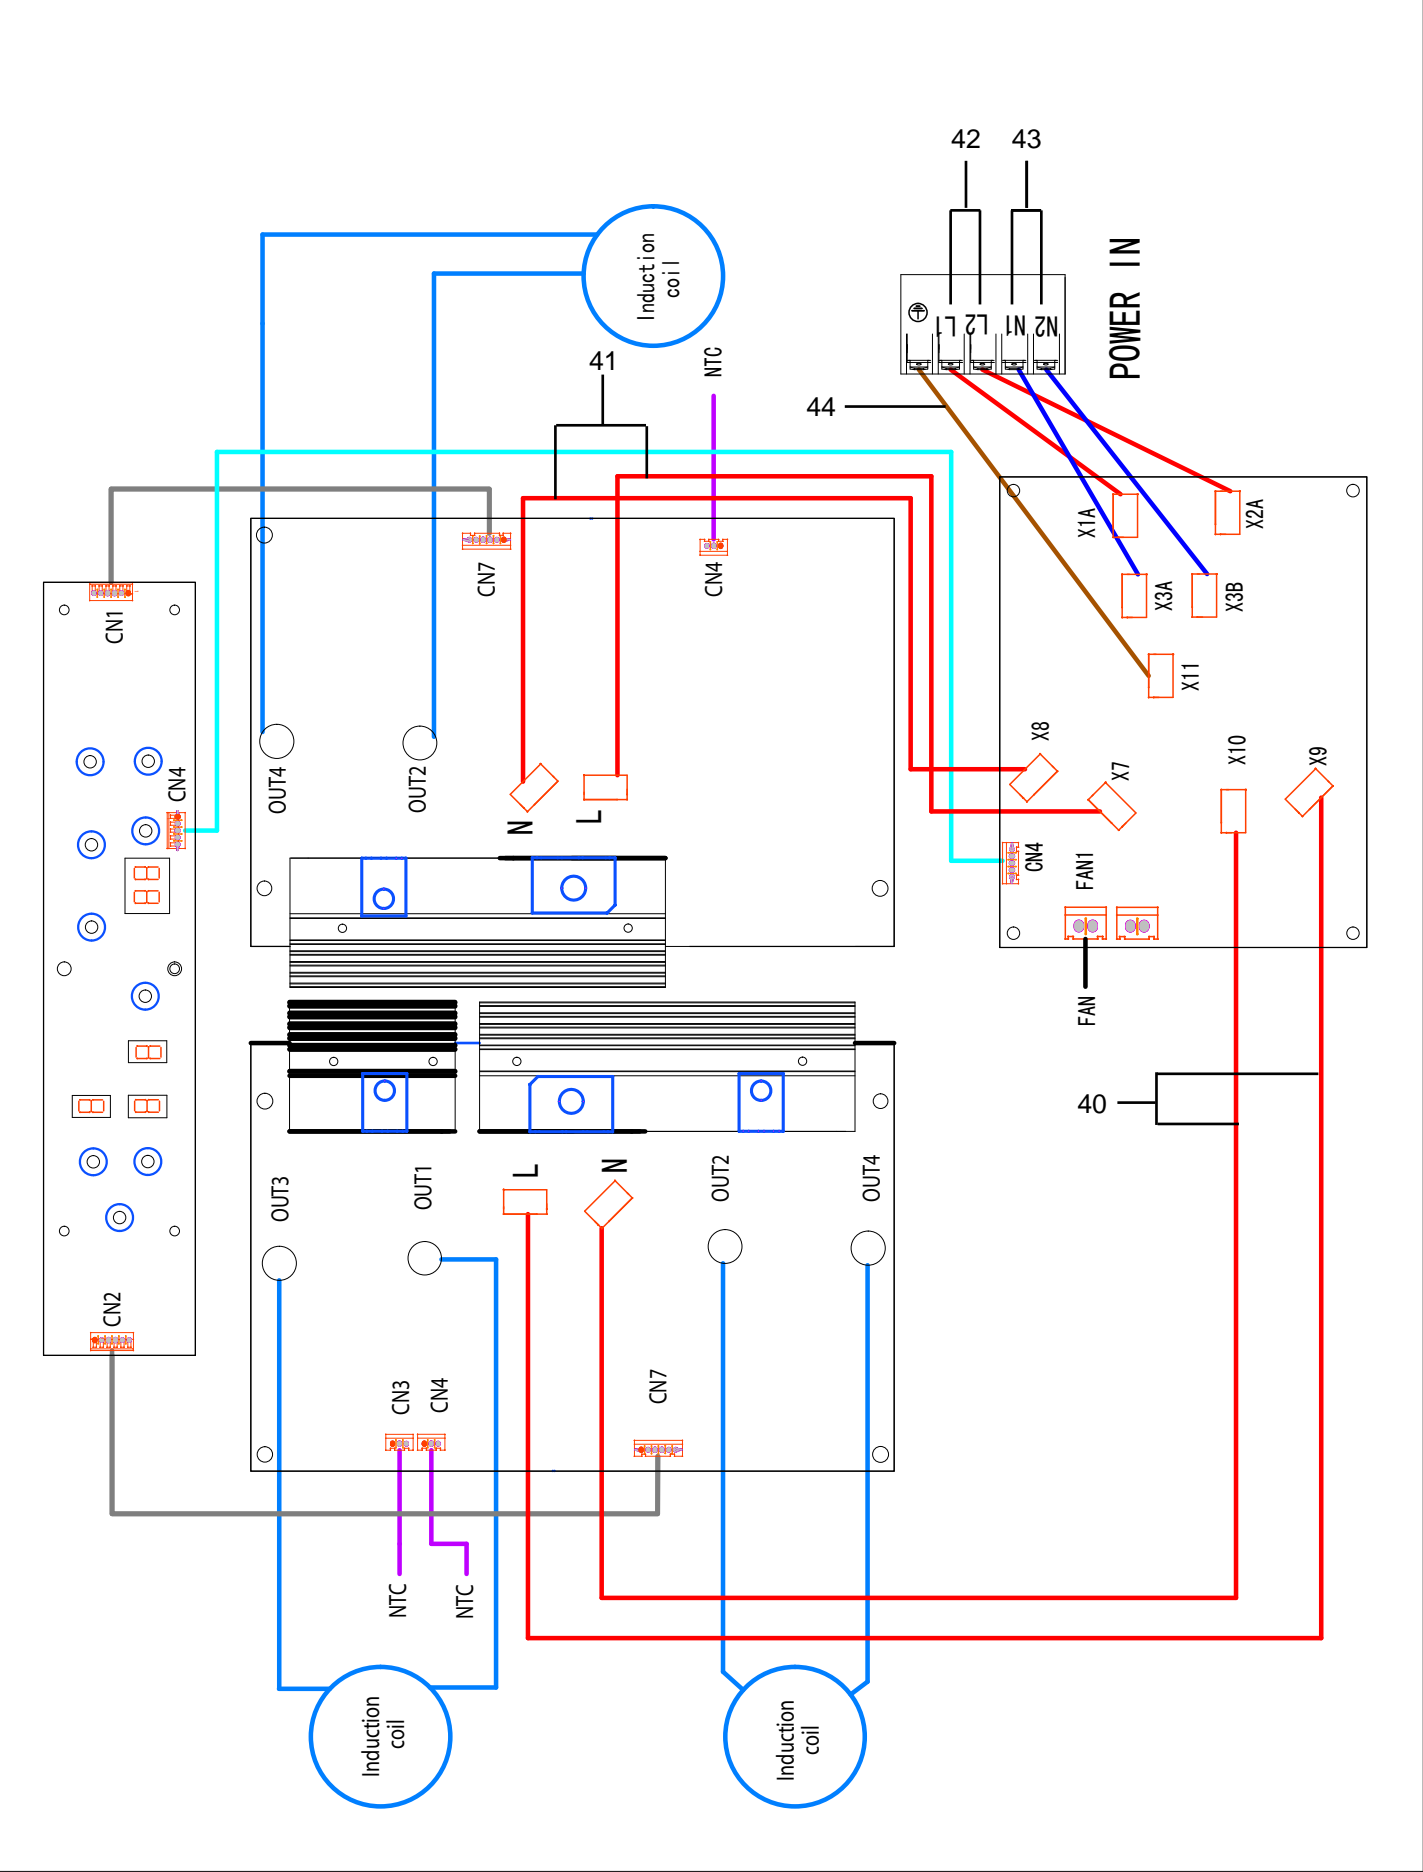 42
43
POWER IN
L1
L2
N1
N2
Induction
coil
41
NTC
44
X1A
X2A
CN7
CN4
X3A
X3B
CN1
X11
X8
X10
X9
X7
CN4
OUT4
OUT2
N
L
CN4
FAN1
FAN
40
OUT3
OUT1
L
N
OUT2
OUT4
CN2
CN3
CN4
CN7
NTC
NTC
Induction
coil
Induction
coil